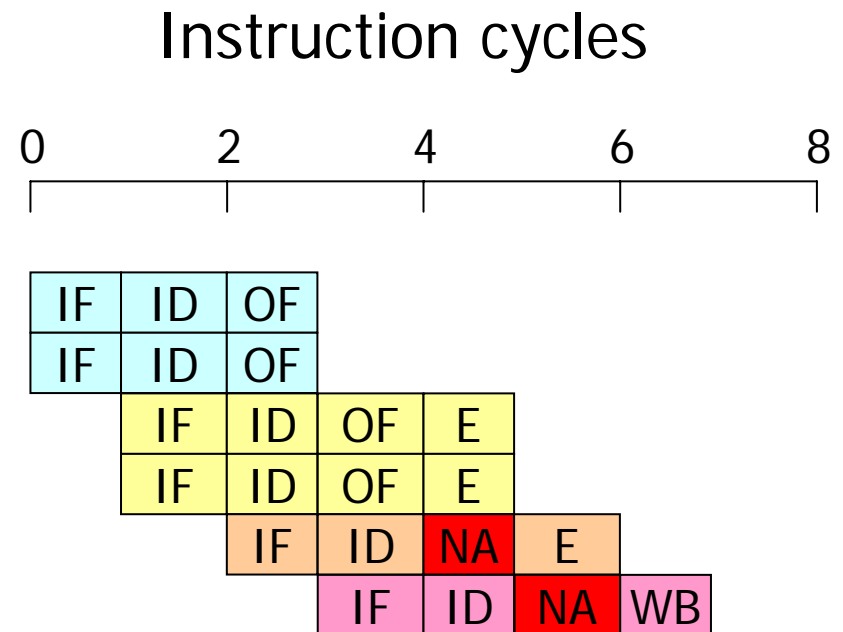 Instruction cycles
0 2 4 6 8
IF ID OF
IF ID OF
IF ID OF E
IF ID OF E
IF ID NA E
IF ID NA WB